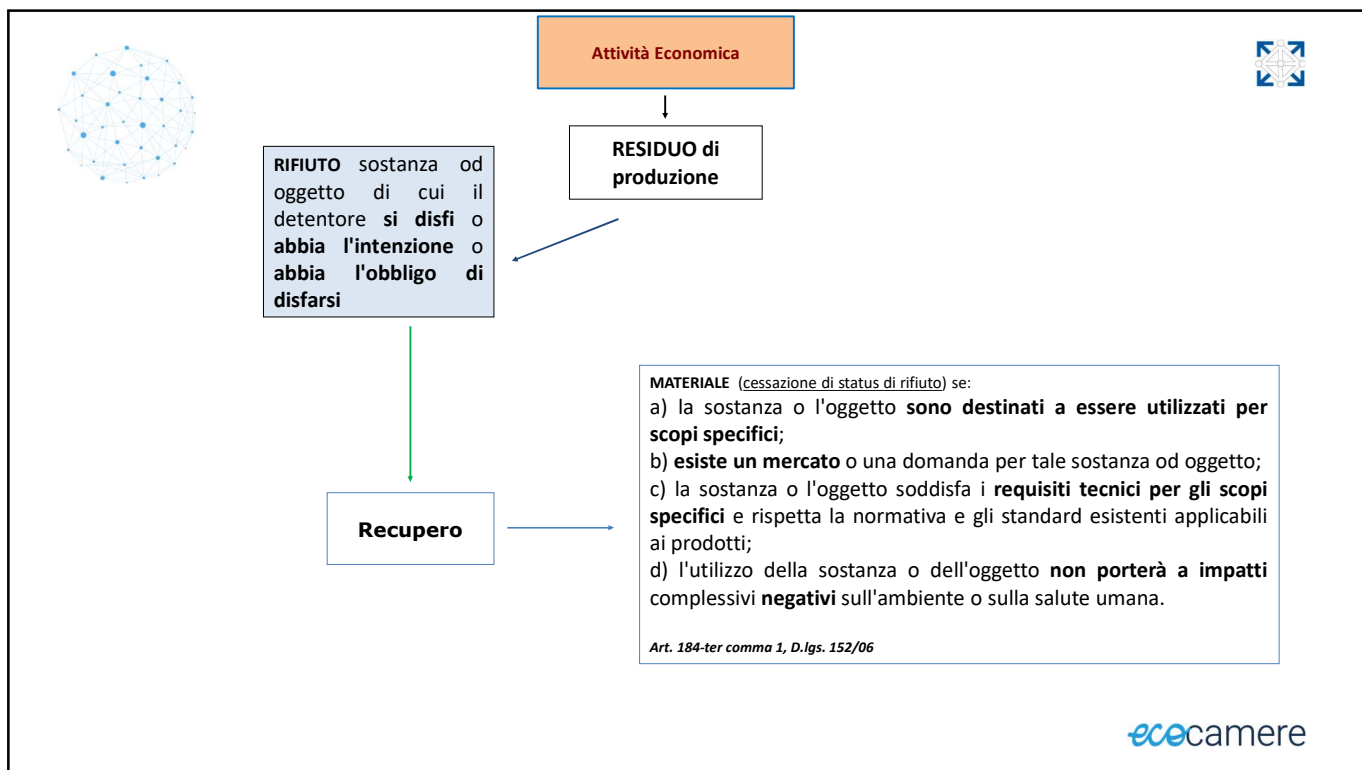 Attività Economica
RESIDUO di
produzione
RIFIUTO sostanza od
oggetto di cui il
detentore si disfi o
abbia l'intenzione o
abbia l'obbligo di
disfarsi
Recupero
MATERIALE (cessazione di status di rifiuto) se:
a) la sostanza o l'oggetto sono destinati a essere utilizzati per
scopi specifici;
b) esiste un mercato o una domanda per tale sostanza od oggetto;
c) la sostanza o l'oggetto soddisfa i requisiti tecnici per gli scopi
specifici e rispetta la normativa e gli standard esistenti applicabili
ai prodotti;
d) l'utilizzo della sostanza o dell'oggetto non porterà a impatti
complessivi negativi sull'ambiente o sulla salute umana.
Art. 184-ter comma 1, D.lgs. 152/06
ecocamere